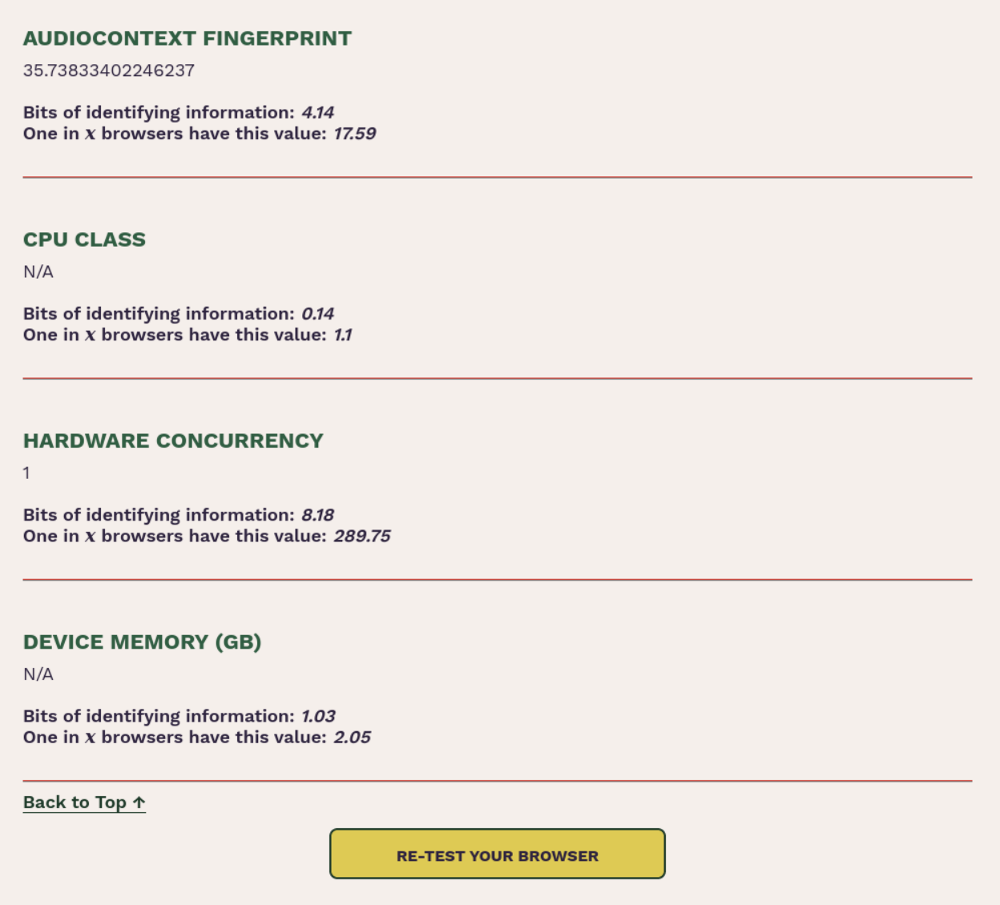 AUDIOCONTEXT FINGERPRINT
35.73833402246237
Bits of identifying information: 4.14
One in x browsers have this value: 17.59
CPU CLASS
N/A
Bits of identifying information: 0.14
One in x browsers have this value: 1.1
HARDWARE CONCURRENCY
1
Bits of identifying information: 8.18
One in x browsers have this value: 289.75
DEVICE MEMORY (GB)
N/A
Bits of identifying information: 1.03
One in x browsers have this value: 2.05
Back to Top ↑
RE-TEST YOUR BROWSER